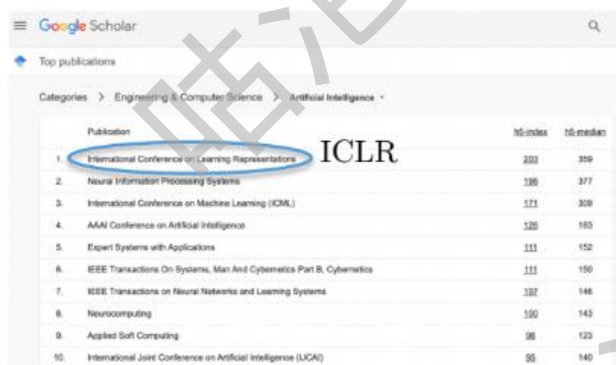 Google Scholar
Top publications
Categories > Engineering & Computer Science > Artificial Intelligence
Publication h5-index h5-median
1. International Conference on Learning Representations ICLR 203 359
2. Neural Information Processing Systems 198 377
3. International Conference on Machine Learning (ICML) 171 309
4. AAAI Conference on Artificial Intelligence 126 183
5. Expert Systems with Applications 111 152
6. IEEE Transactions On Systems, Man And Cybernetics Part B, Cybernetics 111 150
7. IEEE Transactions on Neural Networks and Learning Systems 107 146
8. Neurocomputing 100 143
9. Applied Soft Computing 96 123
10. International Joint Conference on Artificial Intelligence (IJCAI) 95 140